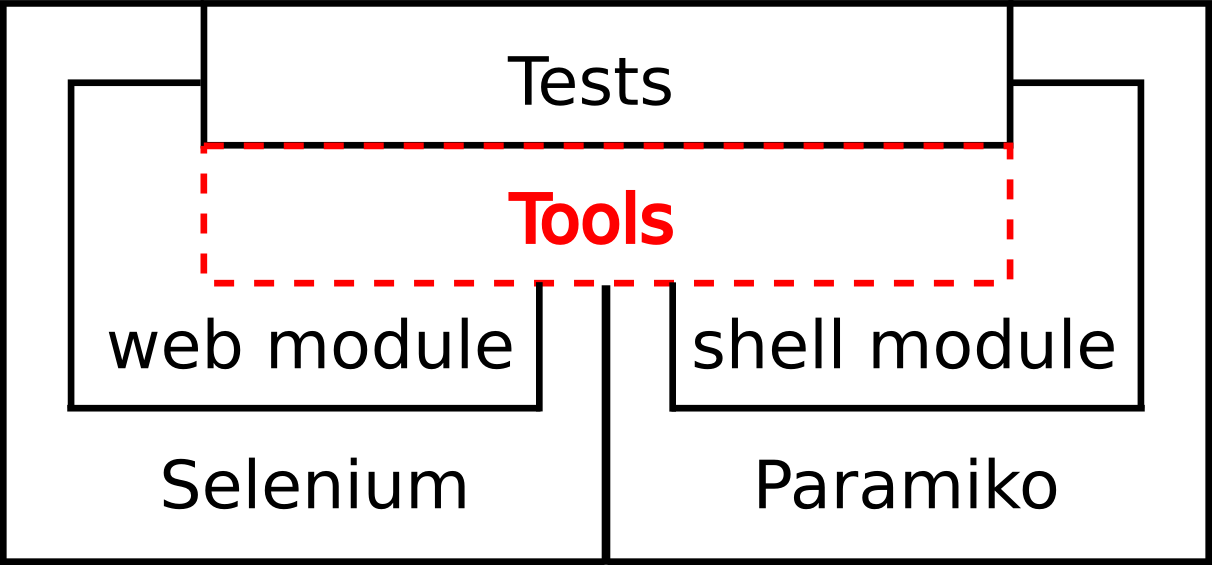 Tests
Tools
web module
shell module
Selenium
Paramiko